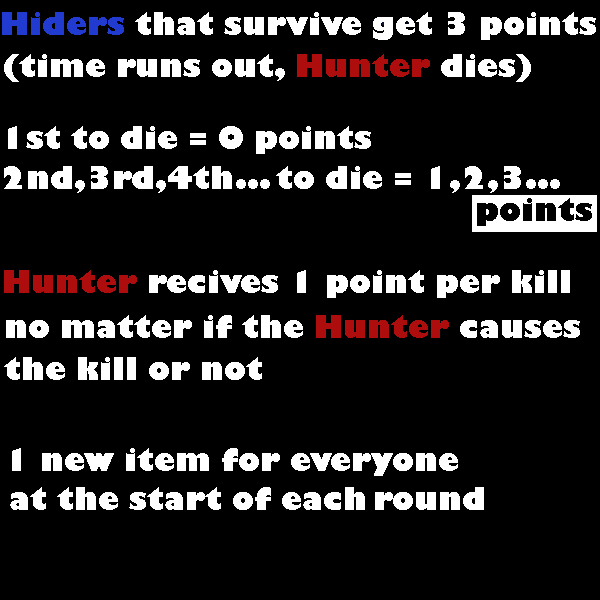 Hiders that survive get 3 points
(time runs out, Hunter dies)
1st to die = 0 points
2nd,3rd,4th... to die = 1,2,3...
points
Hunter recives 1 point per kill
no matter if the Hunter causes
the kill or not
1 new item for everyone
at the start of each round